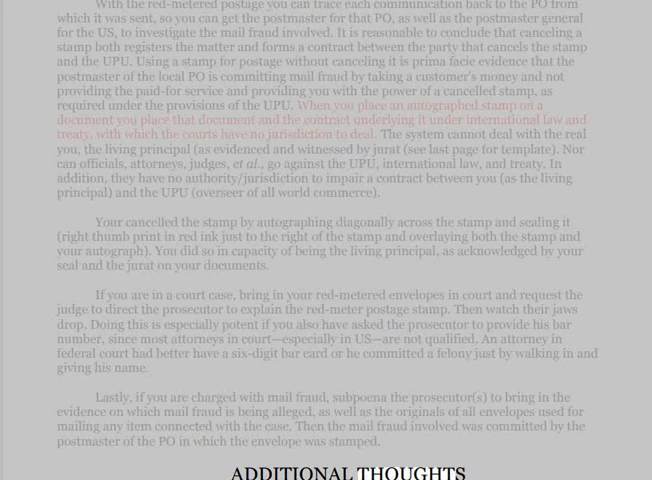 With the red-metered postage you can trace each communication back to the PO from
which it was sent, so you can get the postmaster for that PO, as well as the postmaster general
for the US, to investigate the mail fraud involved. It is reasonable to conclude that canceling a
stamp both registers the matter and forms a contract between the party that cancels the stamp
and the UPU. Using a stamp for postage without canceling it is prima facie evidence that the
postmaster of the local PO is committing mail fraud by taking a customer's money and not
providing the paid-for service and providing you with the power of a cancelled stamp, as
required under the provisions of the UPU. When you place an autographed stamp on a
document you place that document and the contract underlying it under international law and
treaty, with which the courts have no jurisdiction to deal. The system cannot deal with the real
you, the living principal (as evidenced and witnessed by jurat (see last page for template). Nor
can officials, attorneys, judges, et al., go against the UPU, international law, and treaty. In
addition, they have no authority/jurisdiction to impair a contract between you (as the living
principal) and the UPU (overseer of all world commerce).
Your cancelled the stamp by autographing diagonally across the stamp and sealing it
(right thumb print in red ink just to the right of the stamp and overlaying both the stamp and
your autograph). You did so in capacity of being the living principal, as acknowledged by your
seal and the jurat on your documents.
If you are in a court case, bring in your red-metered envelopes in court and request the
judge to direct the prosecutor to explain the red-meter postage stamp. Then watch their jaws
drop. Doing this is especially potent if you also have asked the prosecutor to provide his bar
number, since most attorneys in court—especially in US—are not qualified. An attorney in
federal court had better have a six-digit bar card or he committed a felony just by walking in and
giving his name.
Lastly, if you are charged with mail fraud, subpoena the prosecutor(s) to bring in the
evidence on which mail fraud is being alleged, as well as the originals of all envelopes used for
mailing any item connected with the case. Then the mail fraud involved was committed by the
postmaster of the PO in which the envelope was stamped.
ADDITIONAL THOUGHTS